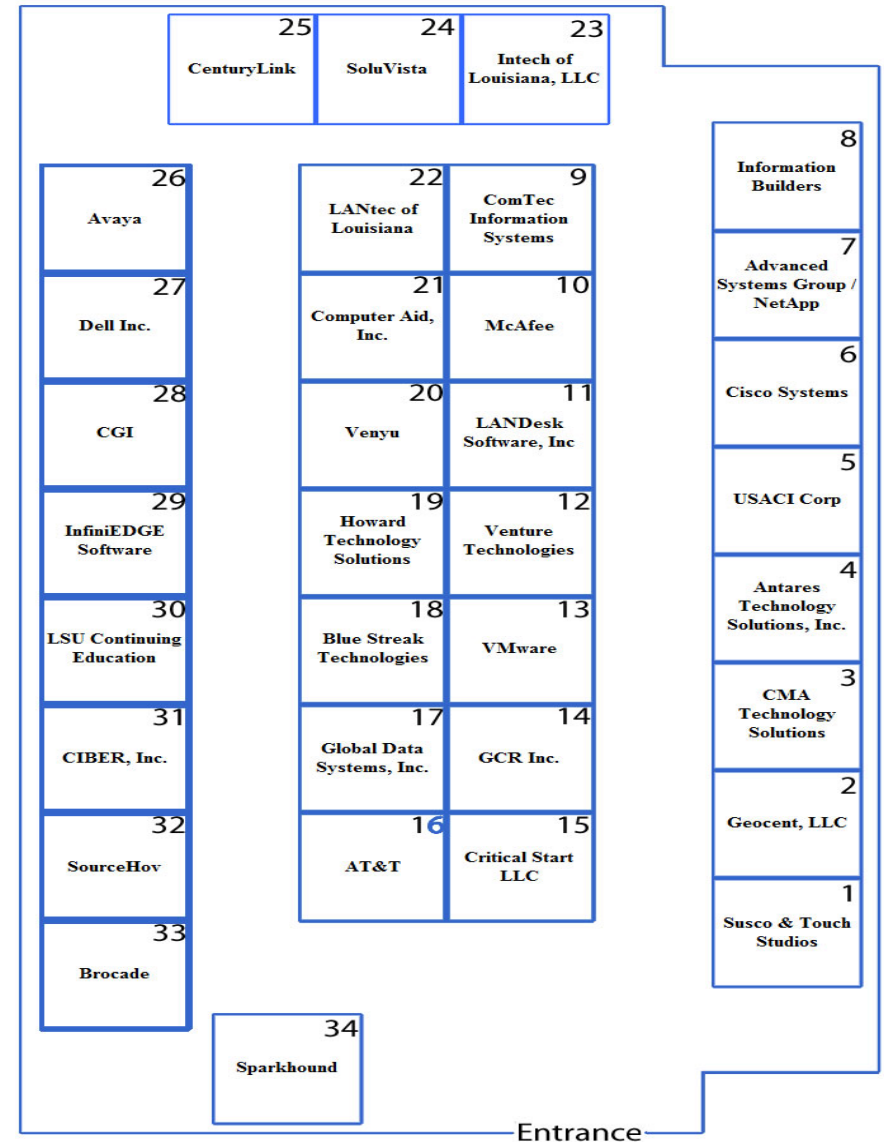 25
CenturyLink
24
SoluVista
23
Intech of
Louisiana, LLC
8
Information
Builders
7
Advanced
Systems Group /
NetApp
6
Cisco Systems
5
USACI Corp
4
Antares
Technology
Solutions, Inc.
3
CMA
Technology
Solutions
2
Geocent, LLC
1
Susco & Touch
Studios
26
Avaya
27
Dell Inc.
28
CGI
29
InfiniEDGE
Software
30
LSU Continuing
Education
31
CIBER, Inc.
32
SourceHov
33
Brocade
22
LANtec of
Louisiana
21
Computer Aid,
Inc.
20
Venyu
19
Howard
Technology
Solutions
18
Blue Streak
Technologies
17
Global Data
Systems, Inc.
16
AT&T
9
ComTec
Information
Systems
10
McAfee
11
LANDesk
Software, Inc
12
Venture
Technologies
13
VMware
14
GCR Inc.
15
Critical Start
LLC
34
Sparkhound
Entrance